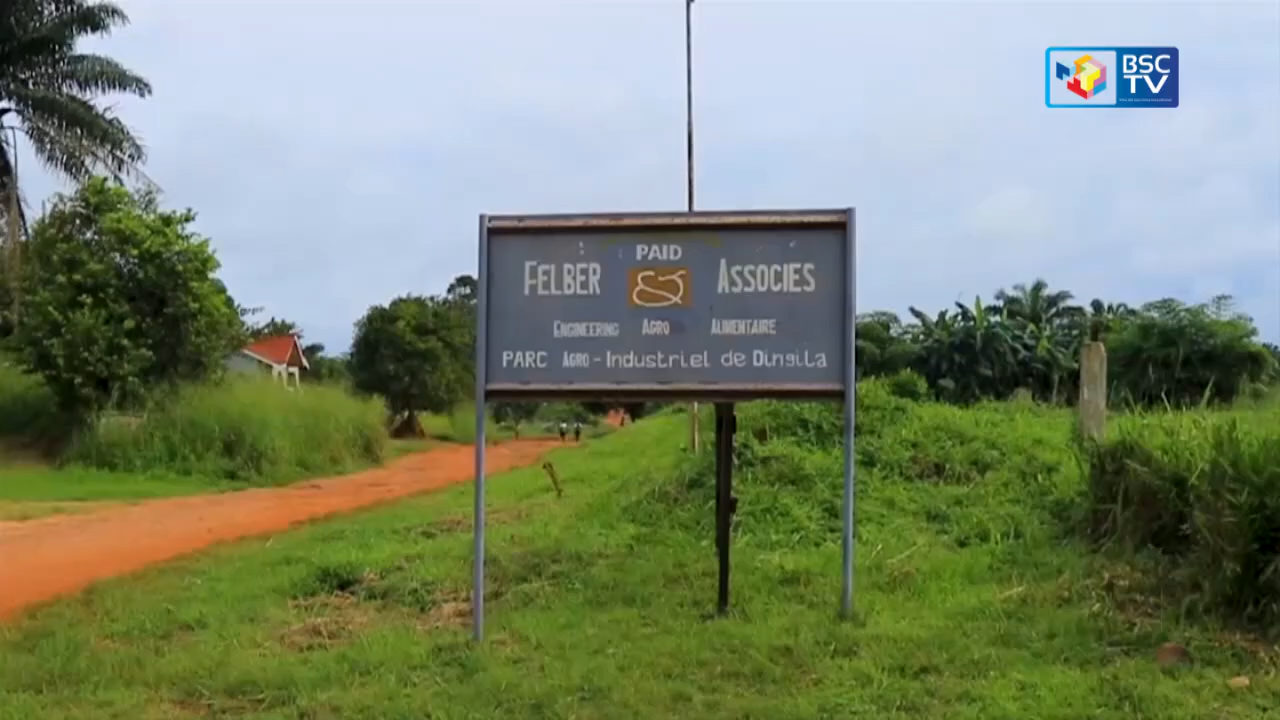 BSC
TV
PAID
FELBER & ASSOCIES
ENGINEERING AGRO ALIMENTAIRE
PARC AGRO - Industriel de Dingila